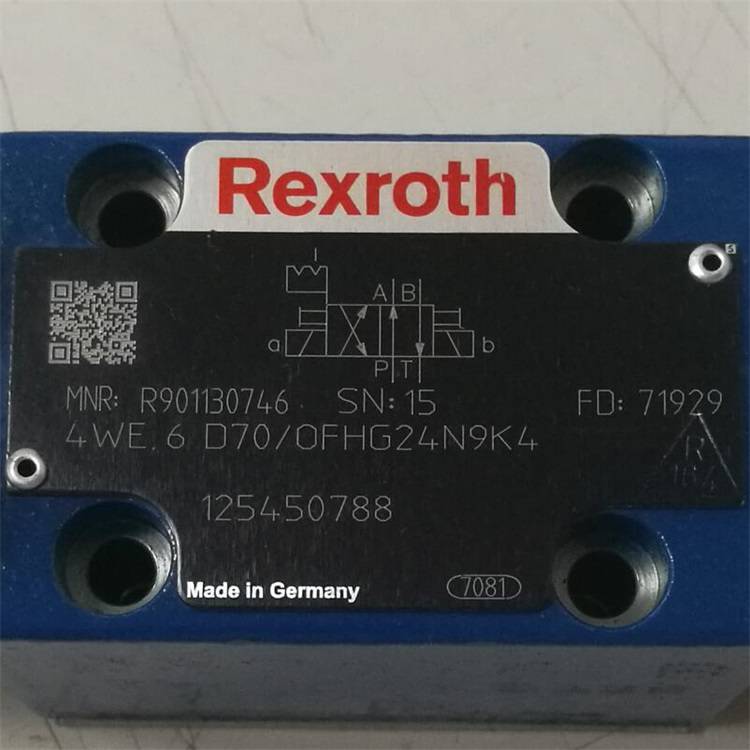 Rexroth
A B
a b
P T
MNR: R901130746 SN: 15 FD: 71929
4WE 6 D70/OFHG24N9K4
R
125450788
Made in Germany
7081